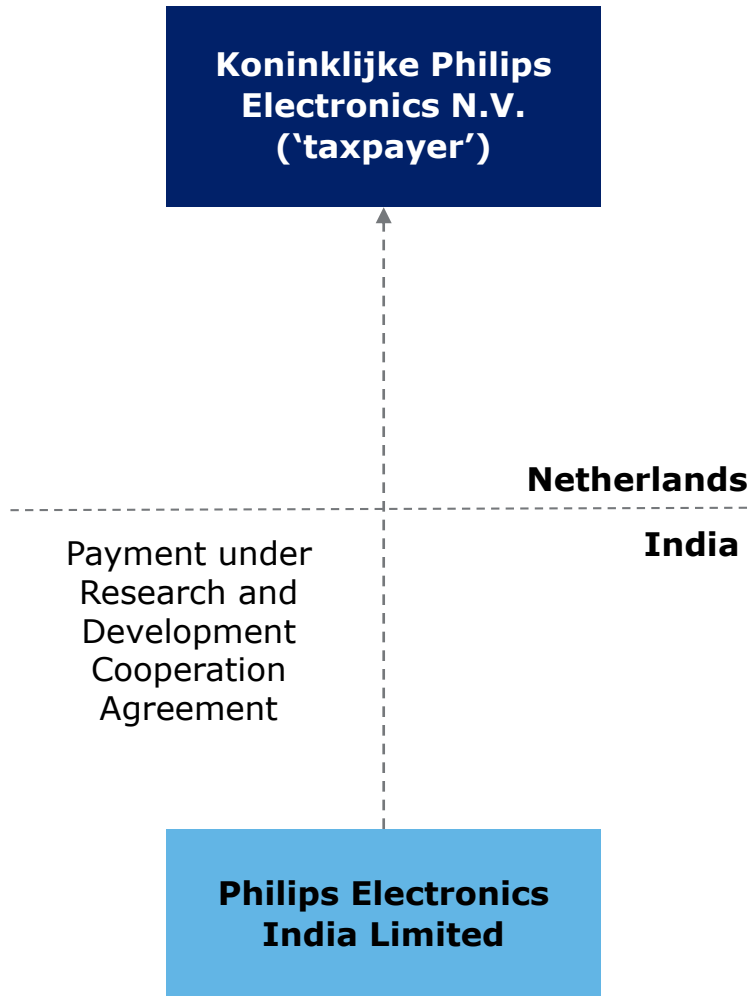 Koninklijke Philips
Electronics N.V.
(‘taxpayer’)
Netherlands
India
Payment under
Research and
Development
Cooperation
Agreement
Philips Electronics
India Limited